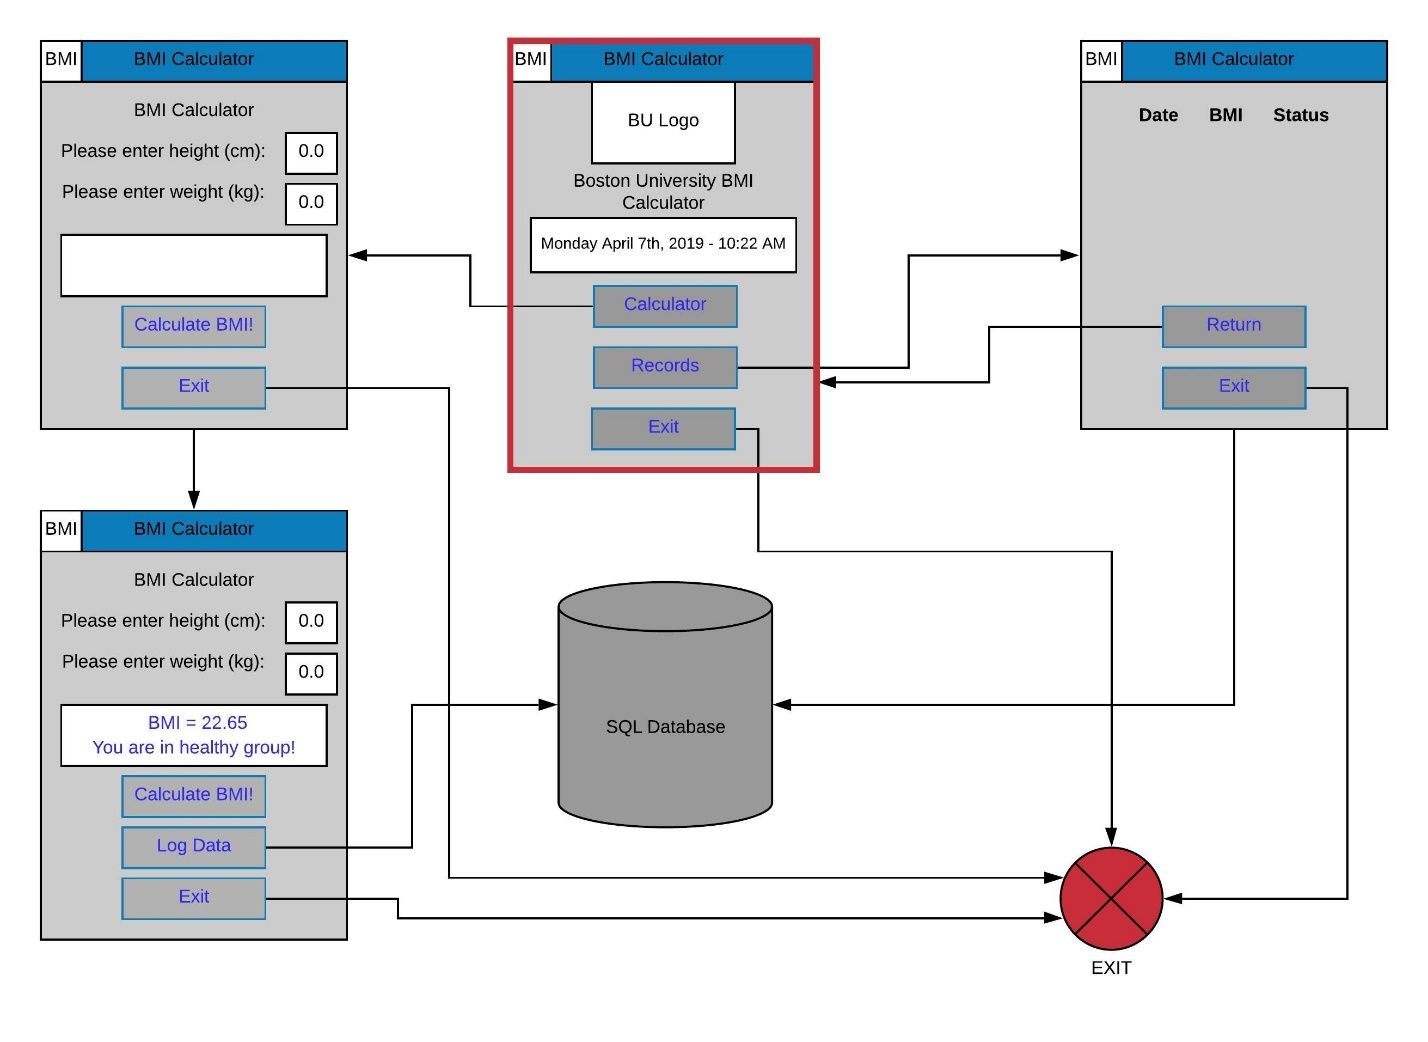 BMI
BMI Calculator
BMI Calculator
Please enter height (cm):
0.0
Please enter weight (kg):
0.0
Calculate BMI!
Exit
BMI
BMI Calculator
BU Logo
Boston University BMI
Calculator
Monday April 7th, 2019 - 10:22 AM
Calculator
Records
Exit
BMI
BMI Calculator
Date BMI Status
Return
Exit
BMI
BMI Calculator
BMI Calculator
Please enter height (cm):
0.0
Please enter weight (kg):
0.0
BMI = 22.65
You are in healthy group!
Calculate BMI!
Log Data
Exit
SQL Database
EXIT